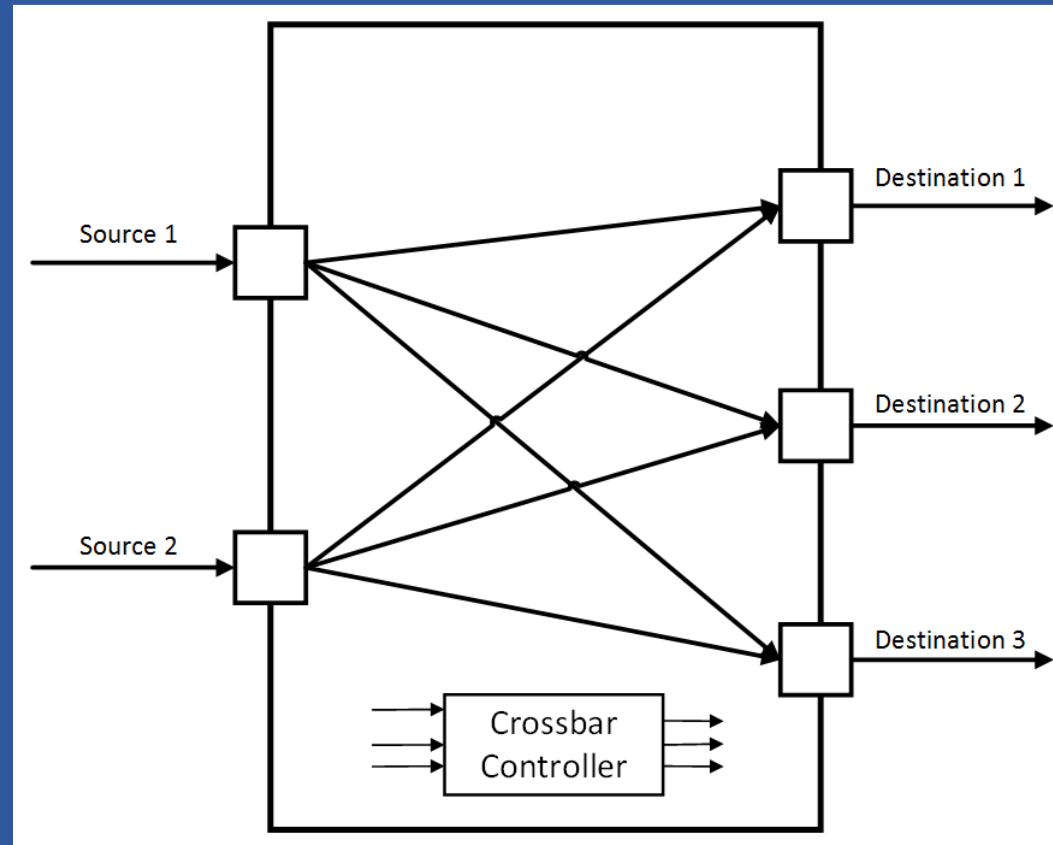 Source 1
Source 2
Destination 1
Destination 2
Destination 3
Crossbar
Controller